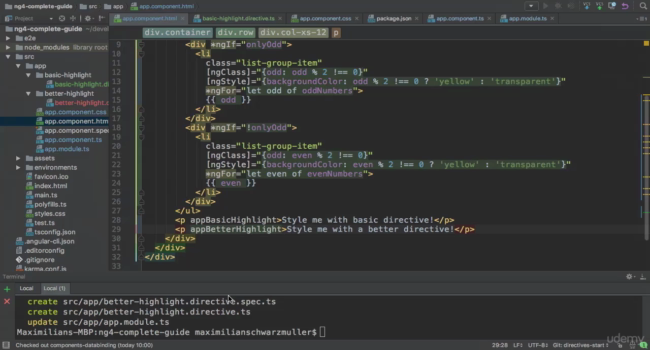 ng4-complete-guide src app app.component.html
Project
app.component.html basic-highlight.directive.ts app.component.css package.json app.component.ts app.module.ts
ng4-complete-guide
e2e
node_modules library root
src
app
basic-highlight
basic-highlight.di
better-highlight
better-highlight.
app.component.css
app.component.htm
app.component.spe
app.component.ts
app.module.ts
assets
environments
favicon.ico
index.html
main.ts
polyfills.ts
styles.css
test.ts
tsconfig.json
.angular-cli.json
.editorconfig
.gitignore
karma.conf.js
div.container div.row div.col-xs-12 p
9 <div *ngIf="onlyOdd">
10 <li
11 class="list-group-item"
12 [ngClass]="{odd: odd % 2 !== 0}"
13 [ngStyle]="{backgroundColor: odd % 2 !== 0 ? 'yellow' : 'transparent'}"
14 *ngFor="let odd of oddNumbers">
15 {{ odd }}
16 </li>
17 </div>
18 <div *ngIf="!onlyOdd">
19 <li
20 class="list-group-item"
21 [ngClass]="{odd: even % 2 !== 0}"
22 [ngStyle]="{backgroundColor: even % 2 !== 0 ? 'yellow' : 'transparent'}"
23 *ngFor="let even of evenNumbers">
24 {{ even }}
25 </li>
26 </div>
27 </ul>
28 <p appBasicHighlight>Style me with basic directive!</p>
29 <p appBetterHighlight>Style me with a better directive!</p>
30 </div>
31 </div>
32 </div>
33
Terminal
Local Local (1)
create src/app/better-highlight.directive.spec.ts
create src/app/better-highlight.directive.ts
update src/app/app.module.ts
Maximilians-MBP:ng4-complete-guide maximilianschwarzmuller$
Checked out components-databinding (today 10:00) 29:28 LF÷ UTF-8÷ Git: directives-start
udemy